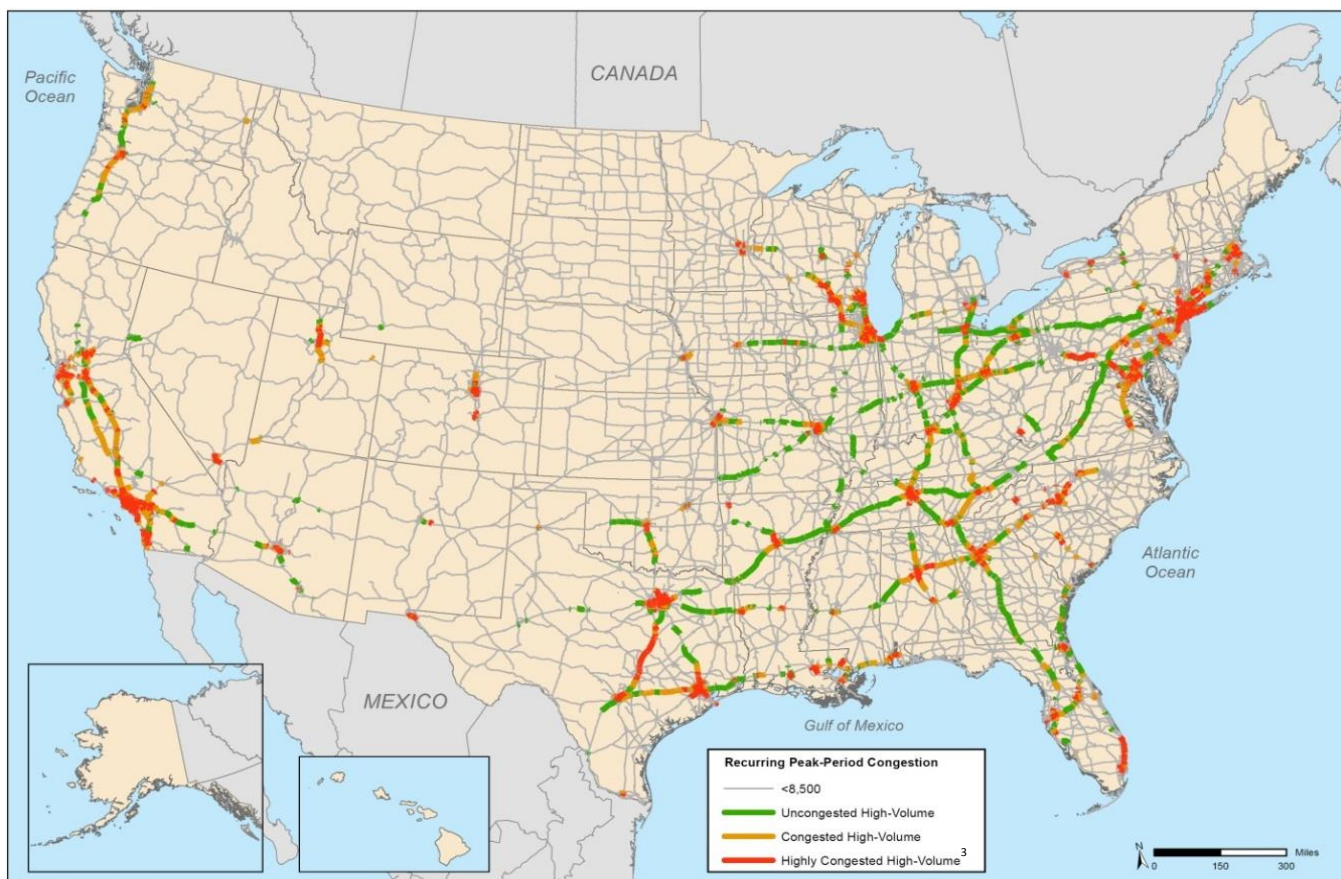 Pacific
Ocean
CANADA
Atlantic
Ocean
MEXICO
Gulf of Mexico
Recurring Peak-Period Congestion
<8,500
Uncongested High-Volume
Congested High-Volume
Highly Congested High-Volume³
N
Miles
0 150 300